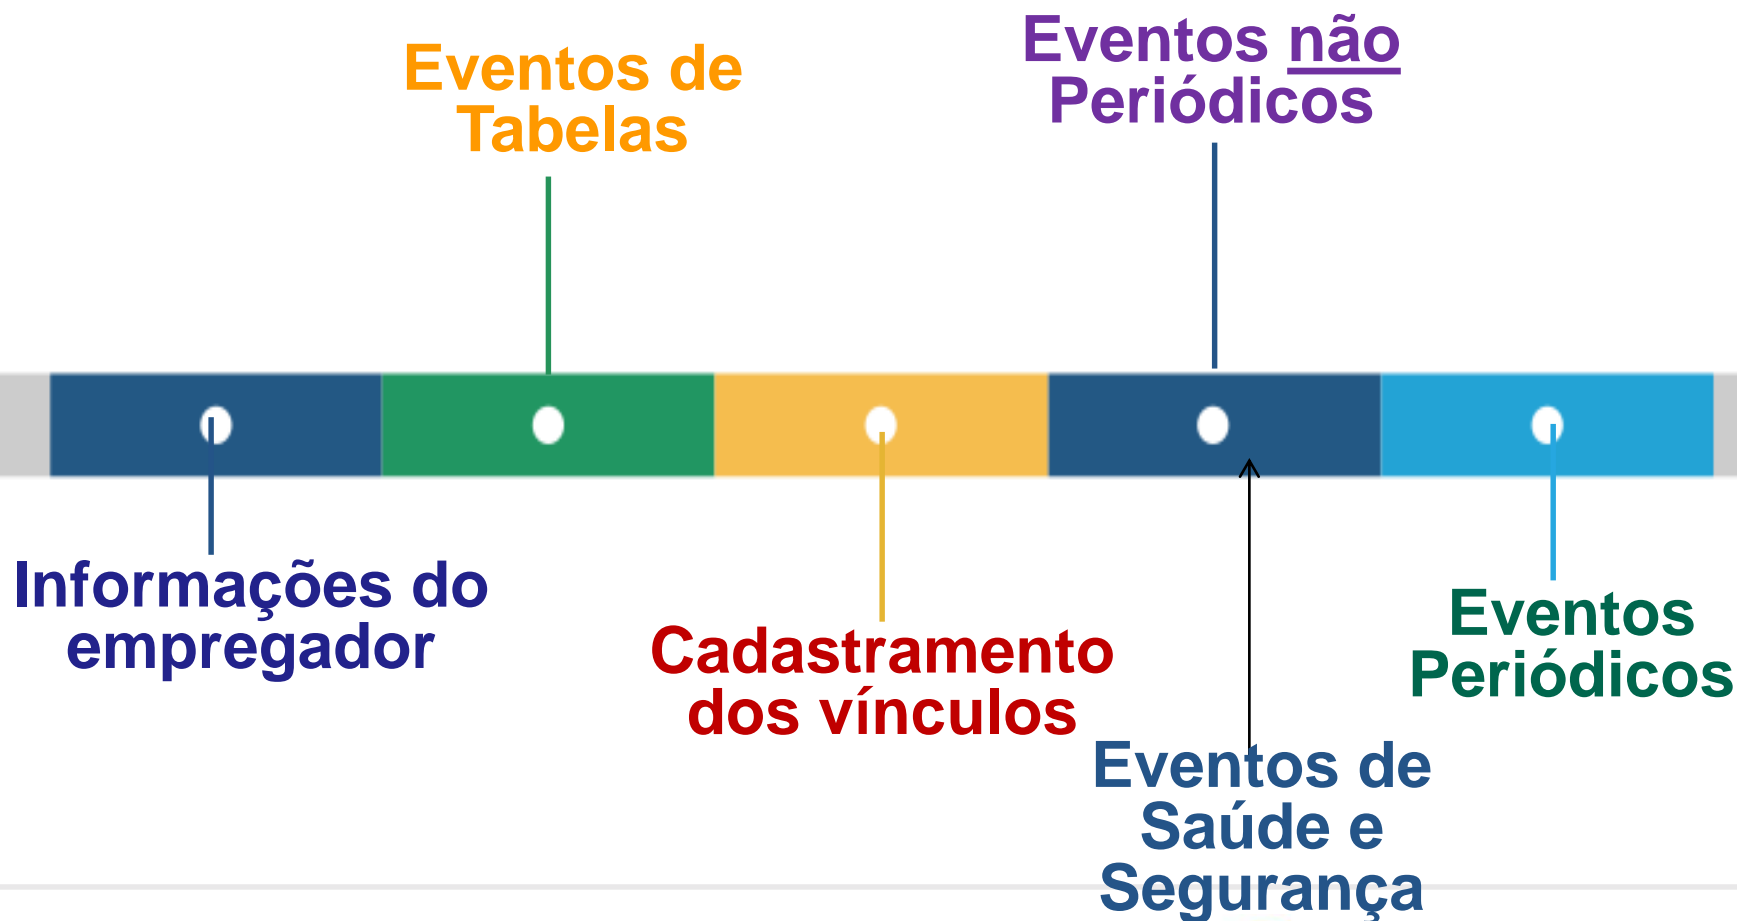 Eventos de
Tabelas
Eventos não
Periódicos
Informações do
empregador
Cadastramento
dos vínculos
Eventos de
Saúde e
Segurança
Eventos
Periódicos